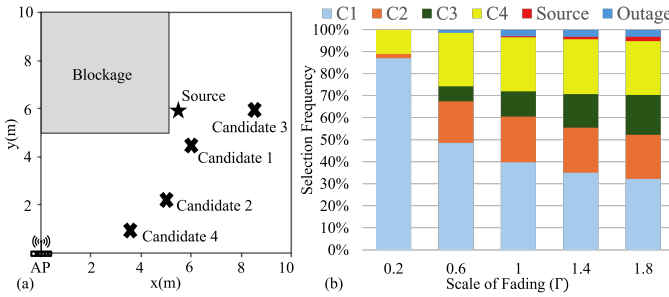 10
8
6
4
2
y(m)
Blockage
Source
Candidate 3
Candidate 1
Candidate 2
Candidate 4
AP
2
4
6
8
10
x(m)
(a)
C1 C2 C3 C4 Source Outage
100%
90%
80%
70%
60%
50%
40%
30%
20%
10%
0%
Selection Frequency
0.2 0.6 1 1.4 1.8
Scale of Fading (Γ)
(b)